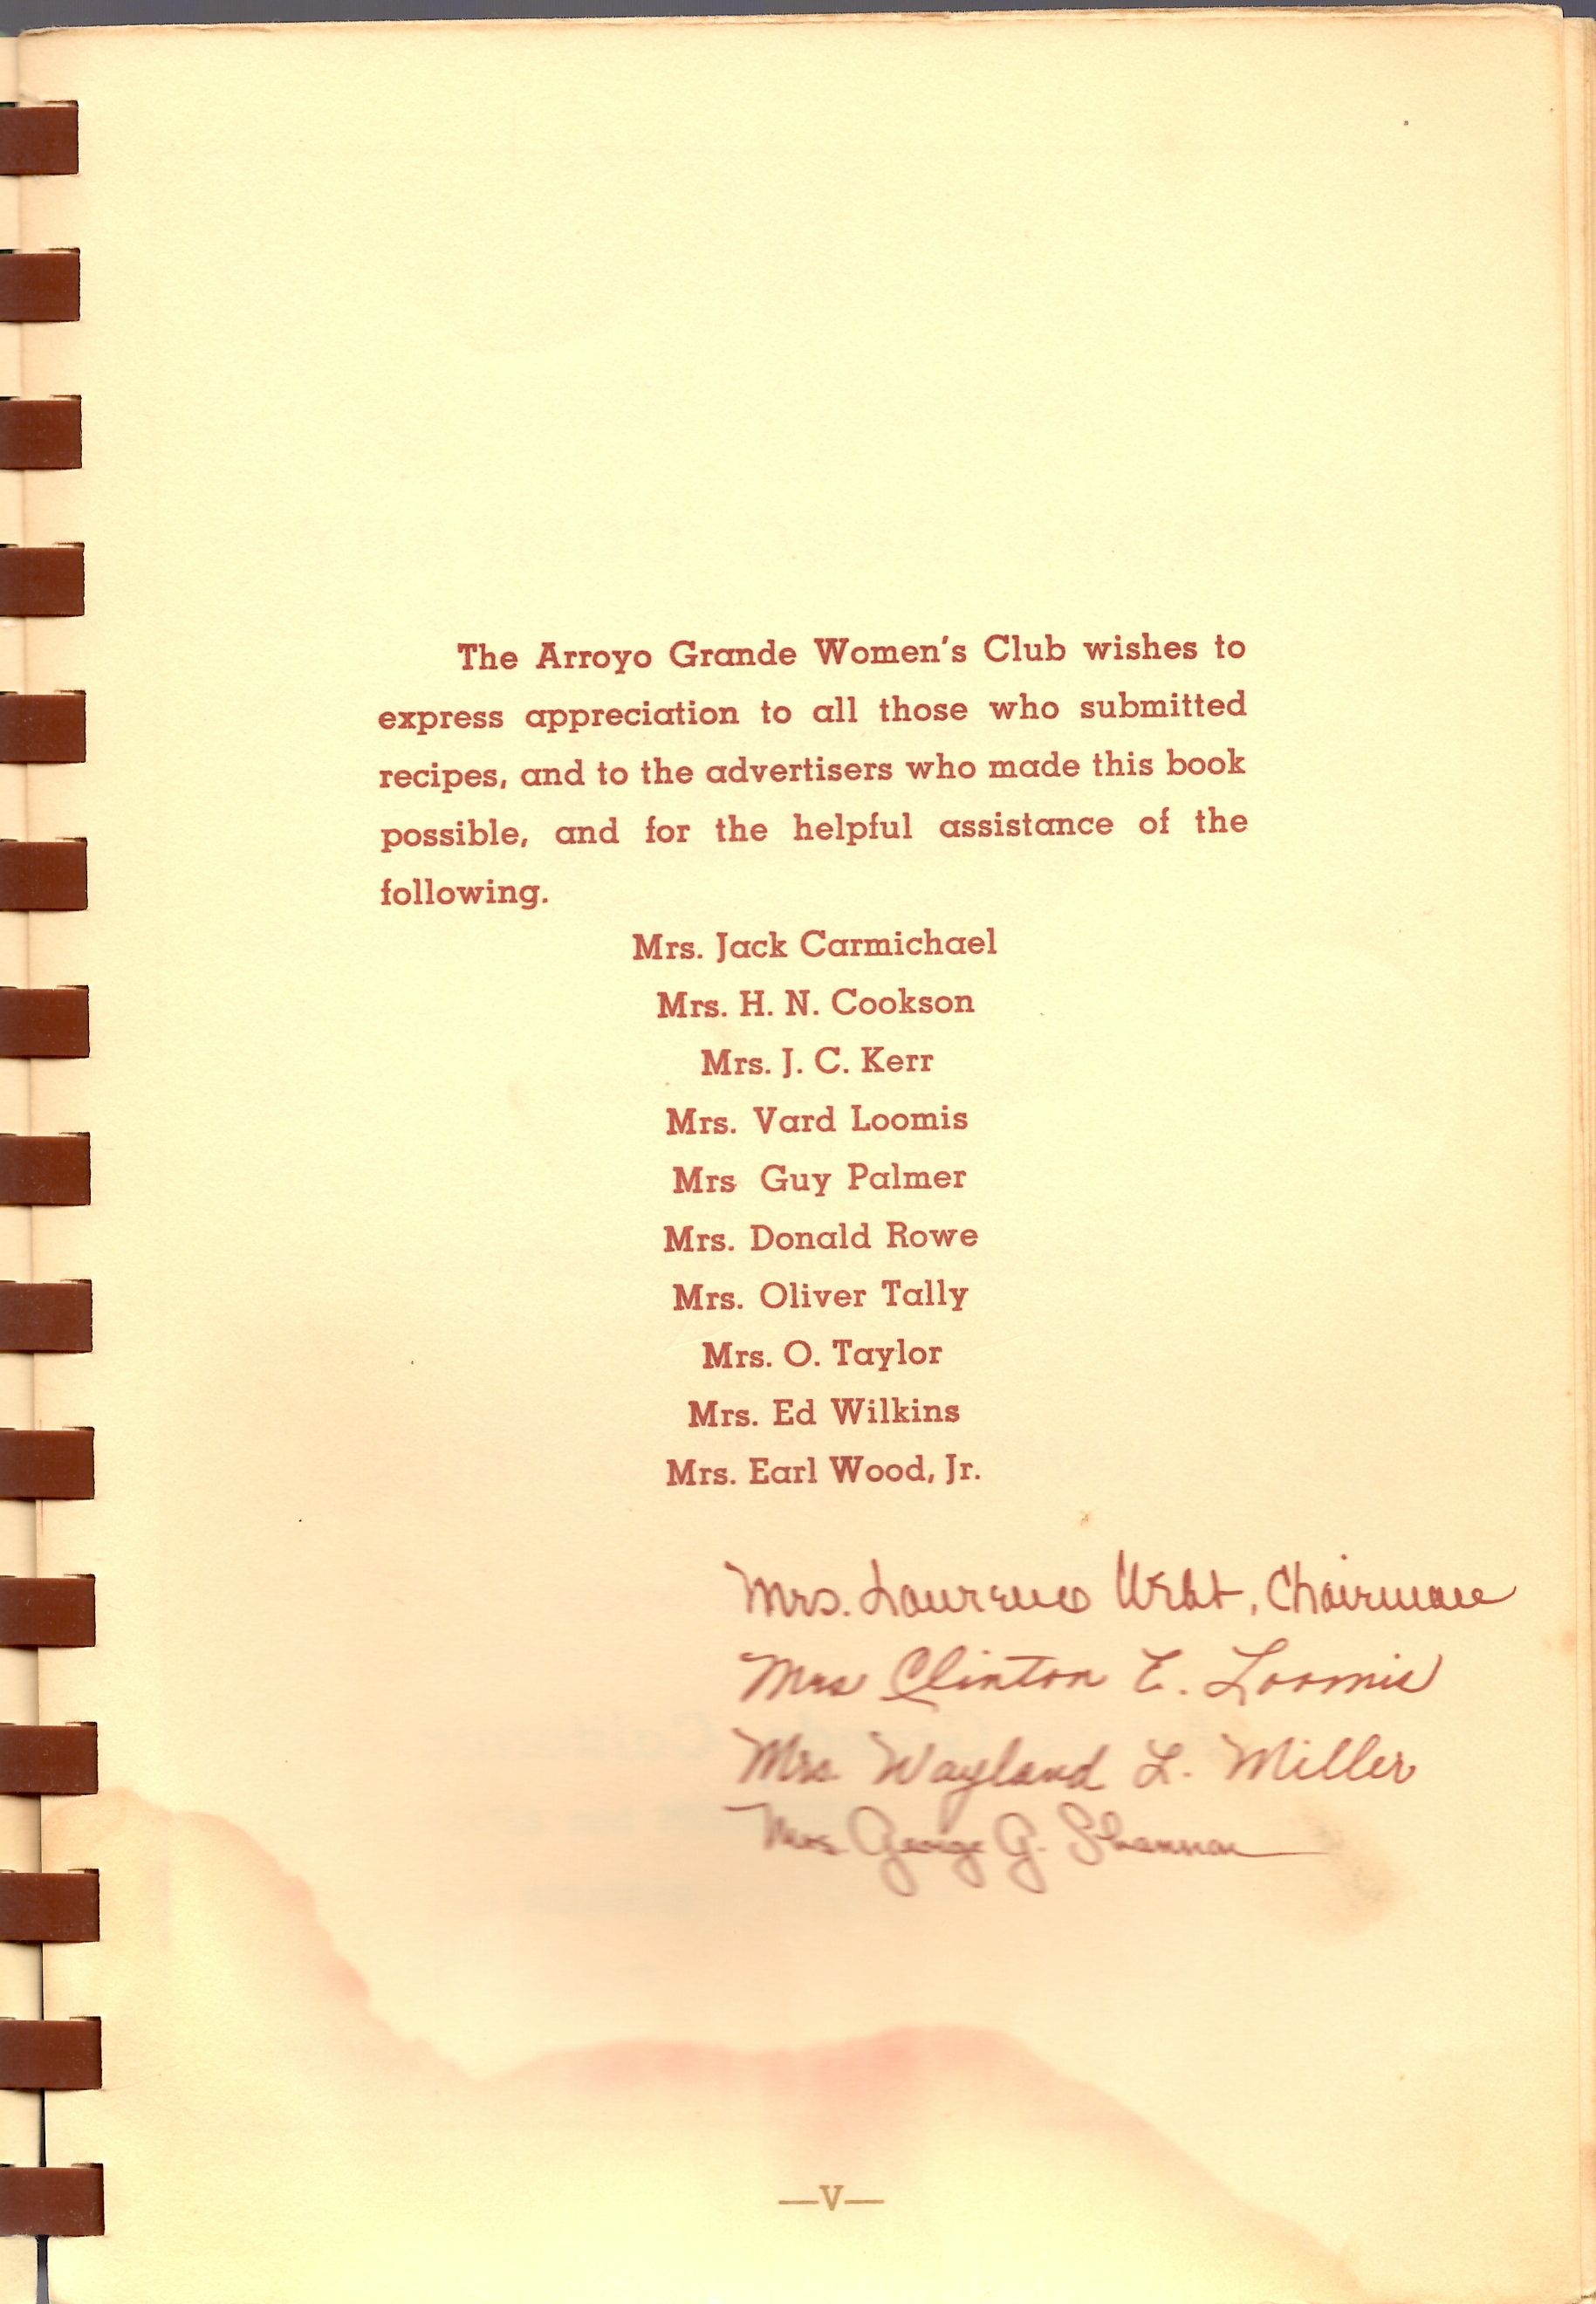 The Arroyo Grande Women's Club wishes to
express appreciation to all those who submitted
recipes, and to the advertisers who made this book
possible, and for the helpful assistance of the
following.
Mrs. Jack Carmichael
Mrs. H. N. Cookson
Mrs. J. C. Kerr
Mrs. Vard Loomis
Mrs Guy Palmer
Mrs. Donald Rowe
Mrs. Oliver Tally
Mrs. O. Taylor
Mrs. Ed Wilkins
Mrs. Earl Wood, Jr.
Mrs. Chairman
Mrs Clinton E. Loomis
Mrs. Wayland L. Miller
Mrs. George G. Shannon
—V—